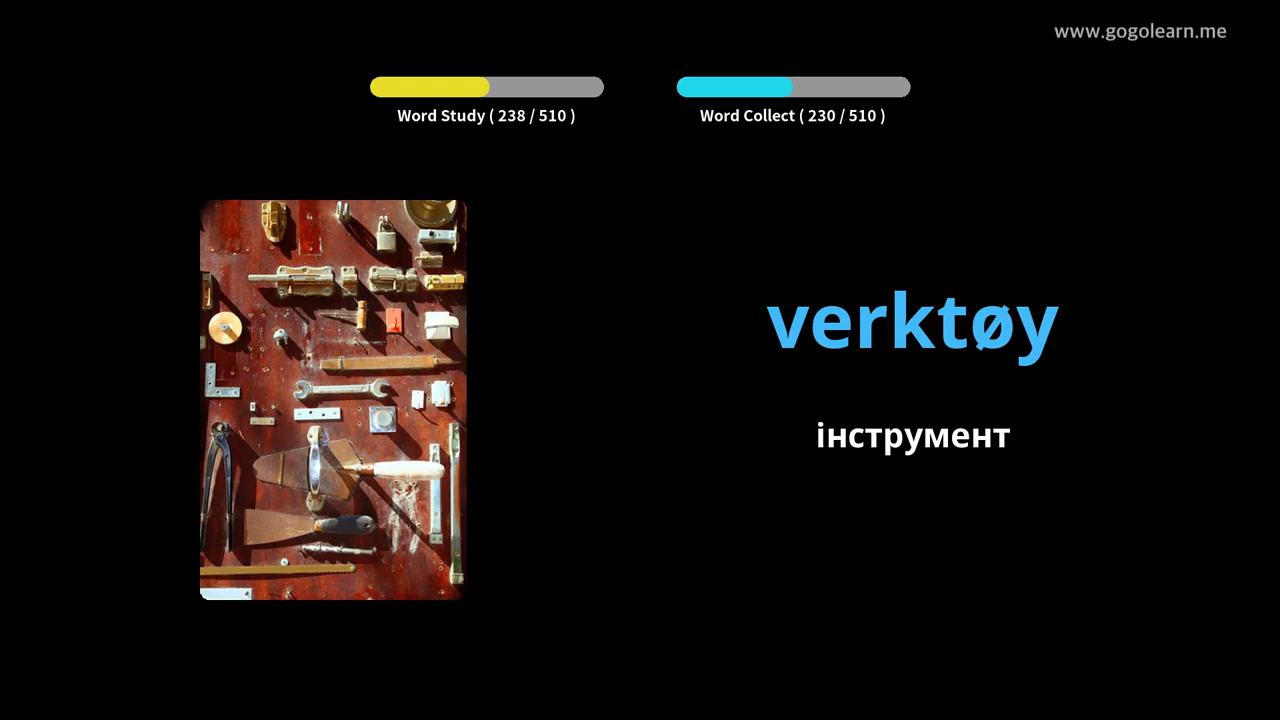 www.gogolearn.me
Word Study ( 238 / 510 )
Word Collect ( 230 / 510 )
verktøy
інструмент